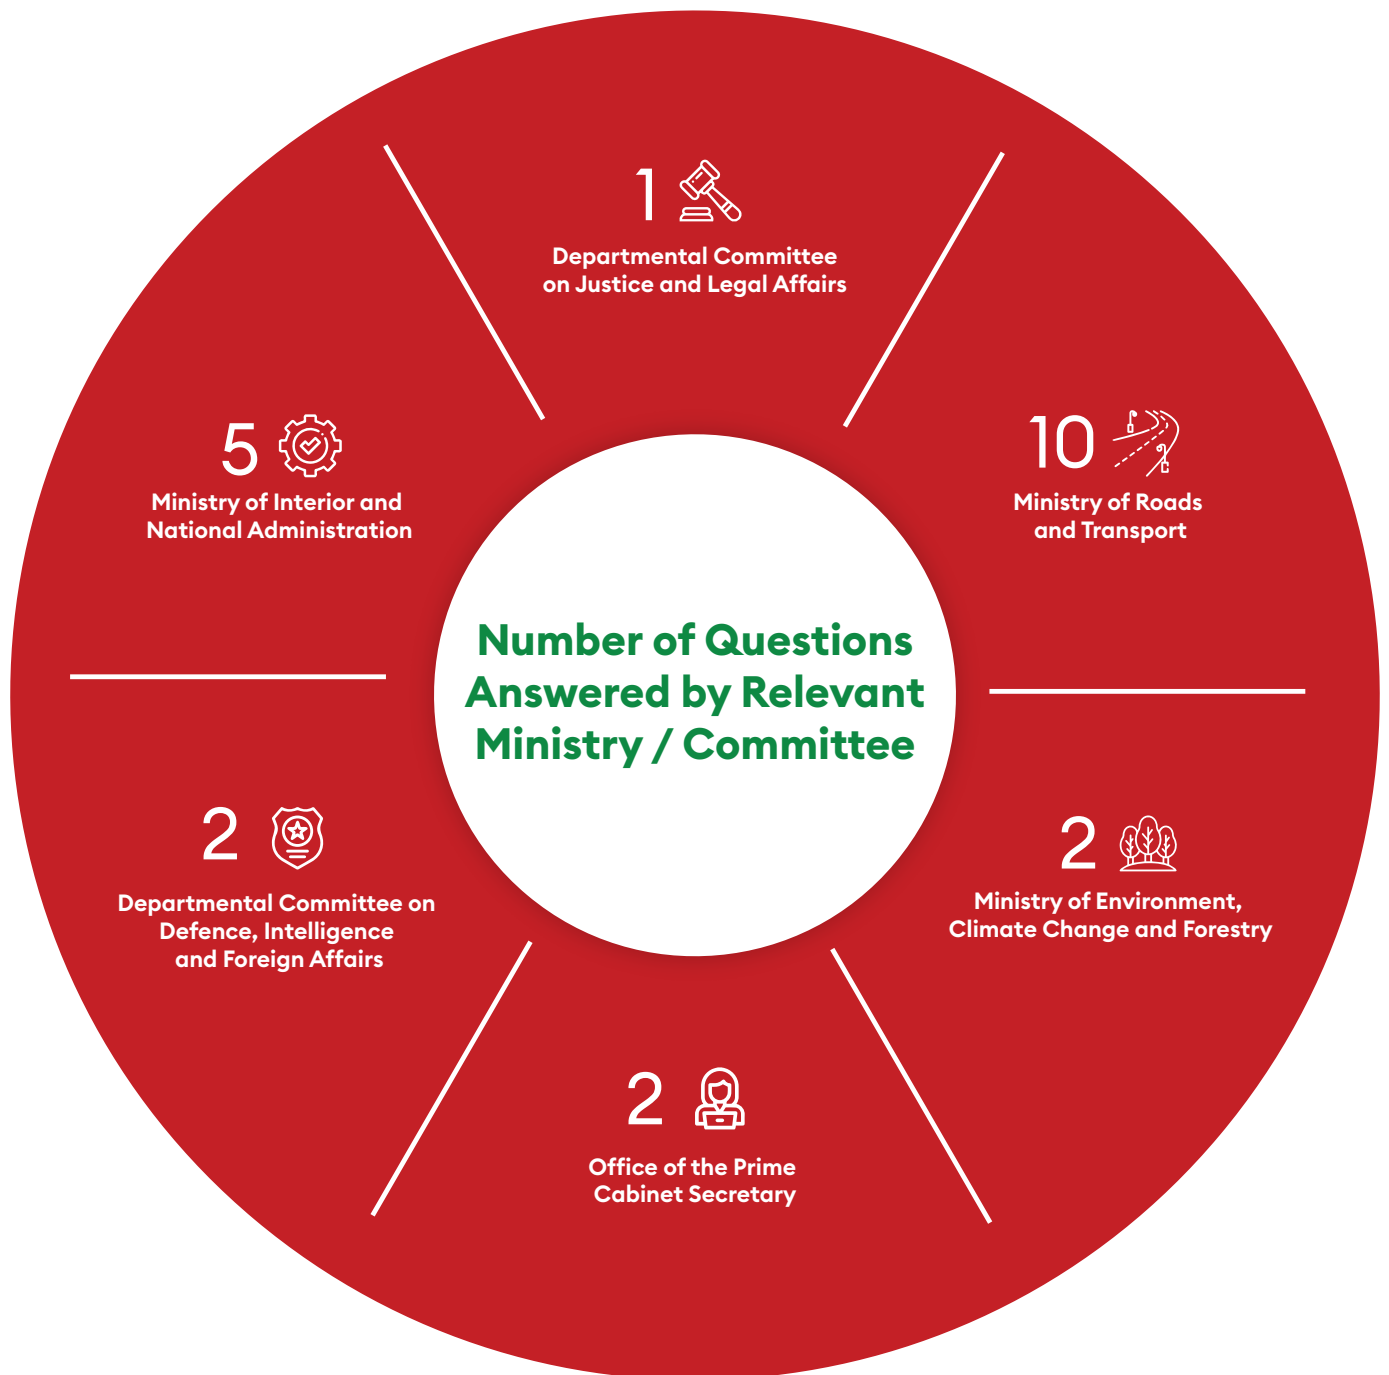 1
Departmental Committee
on Justice and Legal Affairs
10
Ministry of Roads
and Transport
2
Ministry of Environment,
Climate Change and Forestry
2
Office of the Prime
Cabinet Secretary
2
Departmental Committee on
Defence, Intelligence
and Foreign Affairs
5
Ministry of Interior and
National Administration
Number of Questions
Answered by Relevant
Ministry / Committee